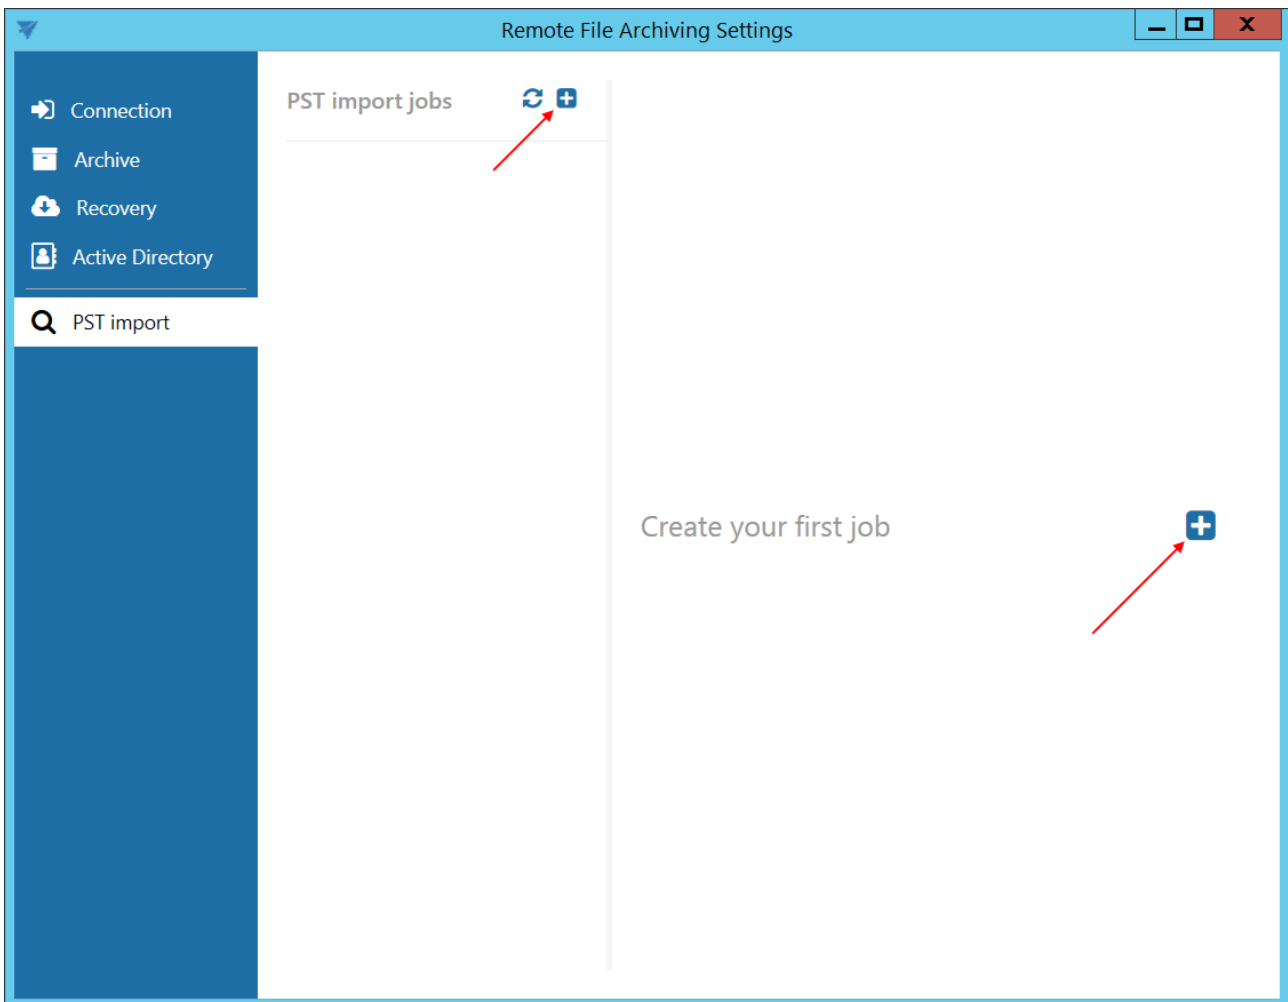 Remote File Archiving Settings
X
Connection
Archive
Recovery
Active Directory
PST import
PST import jobs
Create your first job